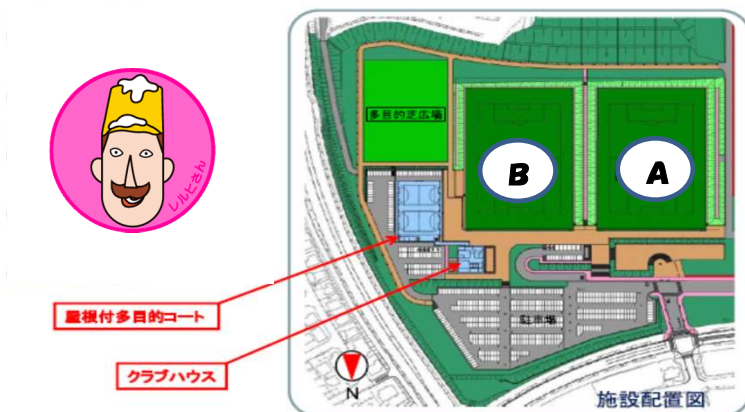 レルヒさん
多目的芝広場
B
A
屋根付多目的コート
クラブハウス
駐車場
N
施設配置図